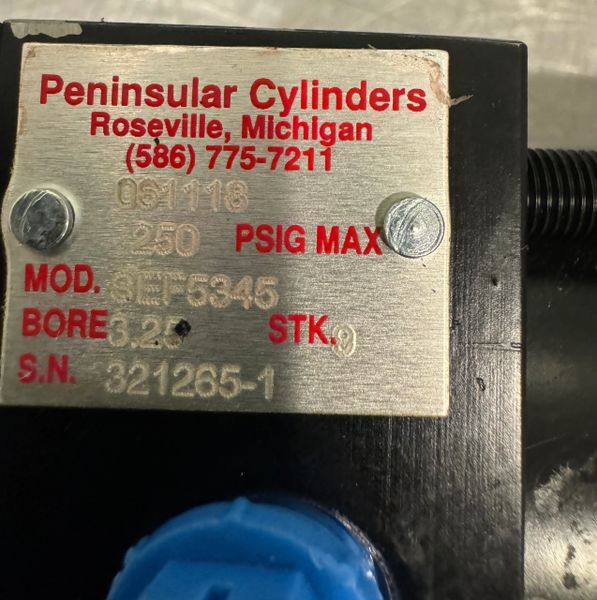 Peninsular Cylinders
Roseville, Michigan
(586) 775-7211
061118
250 PSIG MAX
MOD. SEF5345
BORE 3.25 STK. 9
S.N. 321265-1